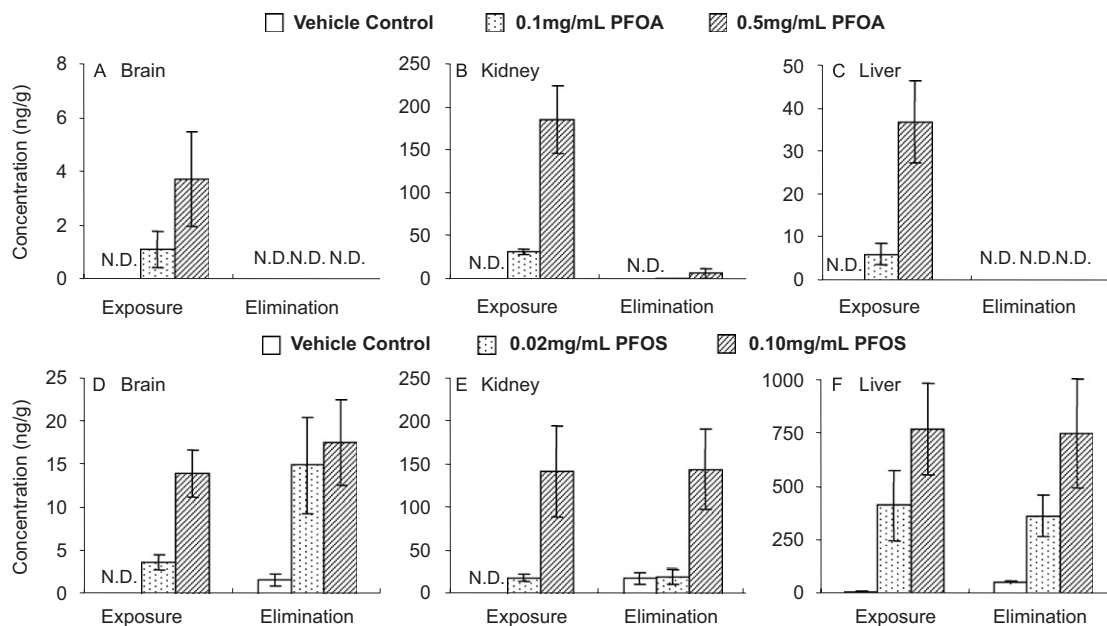 Vehicle Control 0.1mg/mL PFOA 0.5mg/mL PFOA
A Brain
8
6
4
2
0
Concentration (ng/g)
N.D.
N.D.N.D. N.D.
Exposure Elimination
B Kidney
250
200
150
100
50
0
N.D.
N.D.
Exposure Elimination
C Liver
50
40
30
20
10
0
N.D.
N.D. N.D.N.D.
Exposure Elimination
Vehicle Control 0.02mg/mL PFOS 0.10mg/mL PFOS
D Brain
25
20
15
10
5
0
Concentration (ng/g)
N.D.
Exposure Elimination
E Kidney
250
200
150
100
50
0
N.D.
Exposure Elimination
F Liver
1000
750
500
250
0
Exposure Elimination